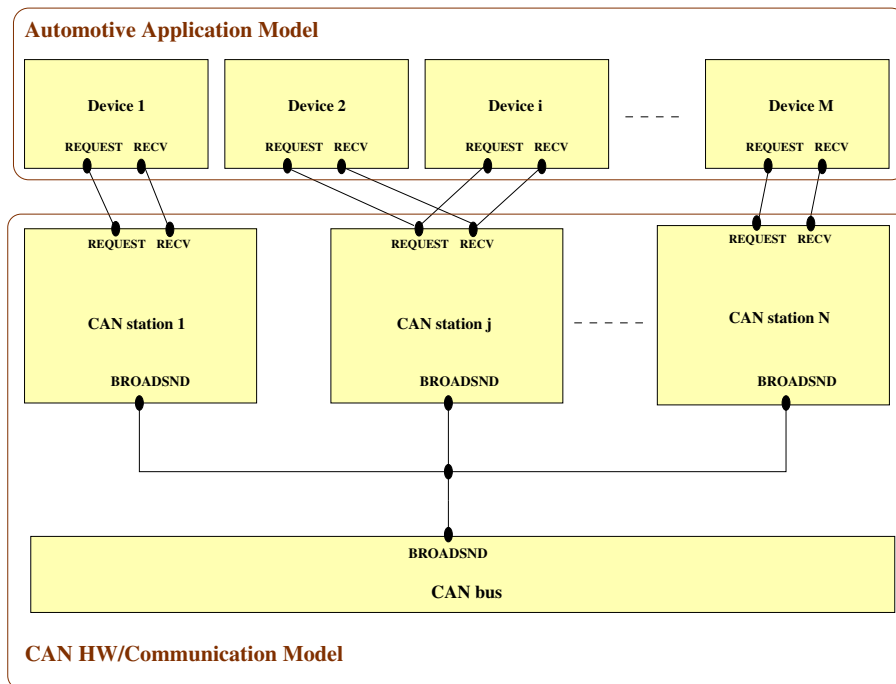 Automotive Application Model
Device 1
Device 2
Device i
Device M
REQUEST RECV
REQUEST RECV
REQUEST RECV
REQUEST RECV
REQUEST RECV
REQUEST RECV
REQUEST RECV
CAN station 1
CAN station j
CAN station N
BROADSND
BROADSND
BROADSND
BROADSND
CAN bus
CAN HW/Communication Model